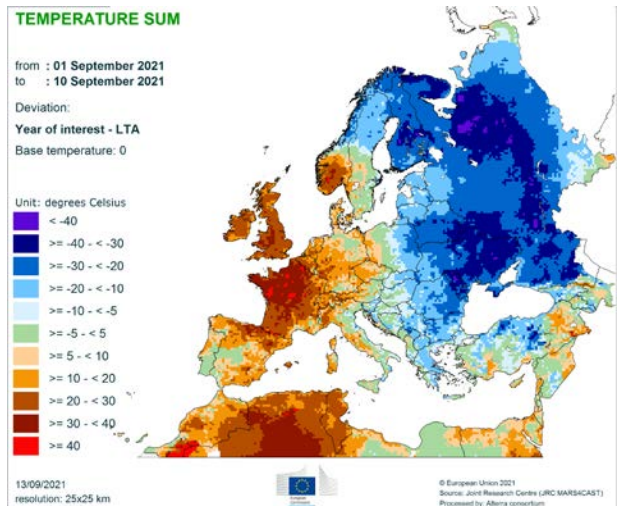 TEMPERATURE SUM
from : 01 September 2021
to : 10 September 2021
Deviation:
Year of interest - LTA
Base temperature: 0
Unit: degrees Celsius
< -40
>= -40 - < -30
>= -30 - < -20
>= -20 - < -10
>= -10 - < -5
>= -5 - < 5
>= 5 - < 10
>= 10 - < 20
>= 20 - < 30
>= 30 - < 40
>= 40
13/09/2021
resolution: 25x25 km
European
Commission
© European Union 2021
Source: Joint Research Centre (JRC MARS4CAST)
Processed by: Alterra consortium